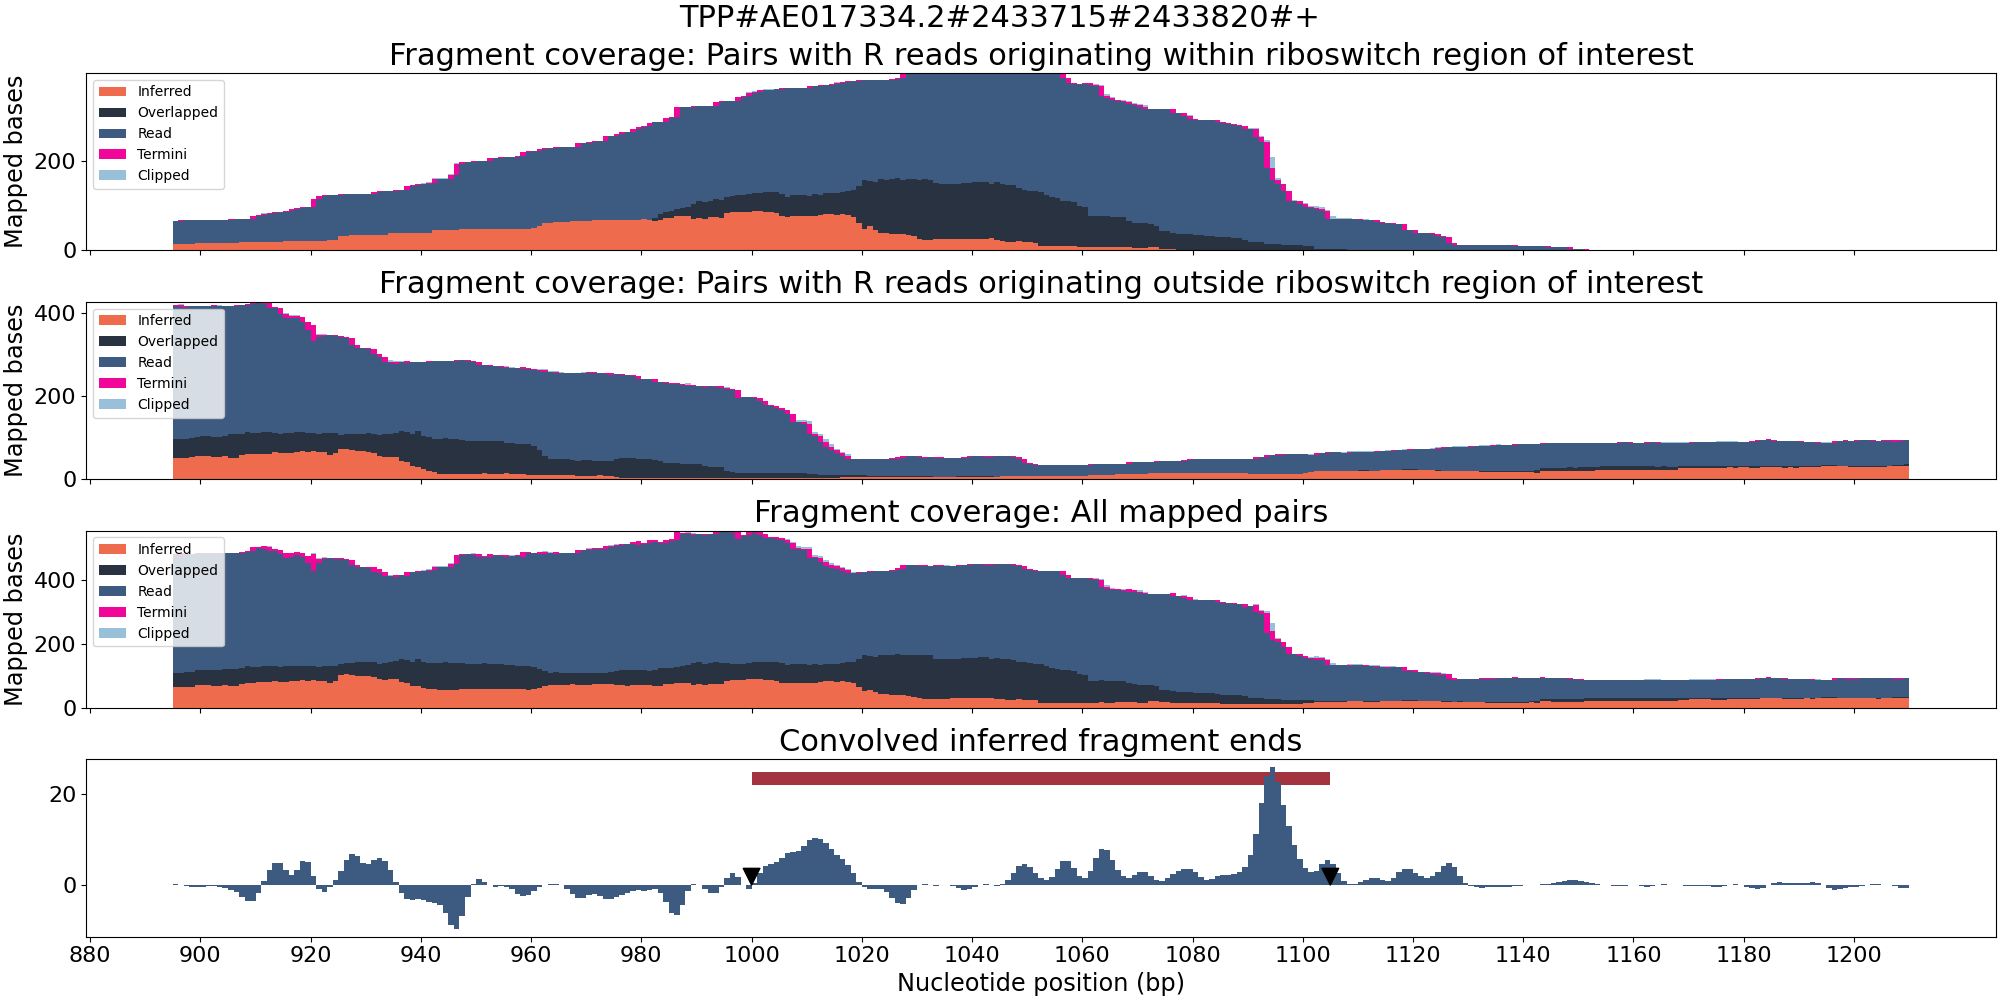 TPP#AE017334.2#2433715#2433820#+
Fragment coverage: Pairs with R reads originating within riboswitch region of interest
Mapped bases
200
0
Inferred
Overlapped
Read
Termini
Clipped
Fragment coverage: Pairs with R reads originating outside riboswitch region of interest
Mapped bases
400
200
0
Inferred
Overlapped
Read
Termini
Clipped
Fragment coverage: All mapped pairs
Mapped bases
400
200
0
Inferred
Overlapped
Read
Termini
Clipped
Convolved inferred fragment ends
20
0
880 900 920 940 960 980 1000 1020 1040 1060 1080 1100 1120 1140 1160 1180 1200
Nucleotide position (bp)